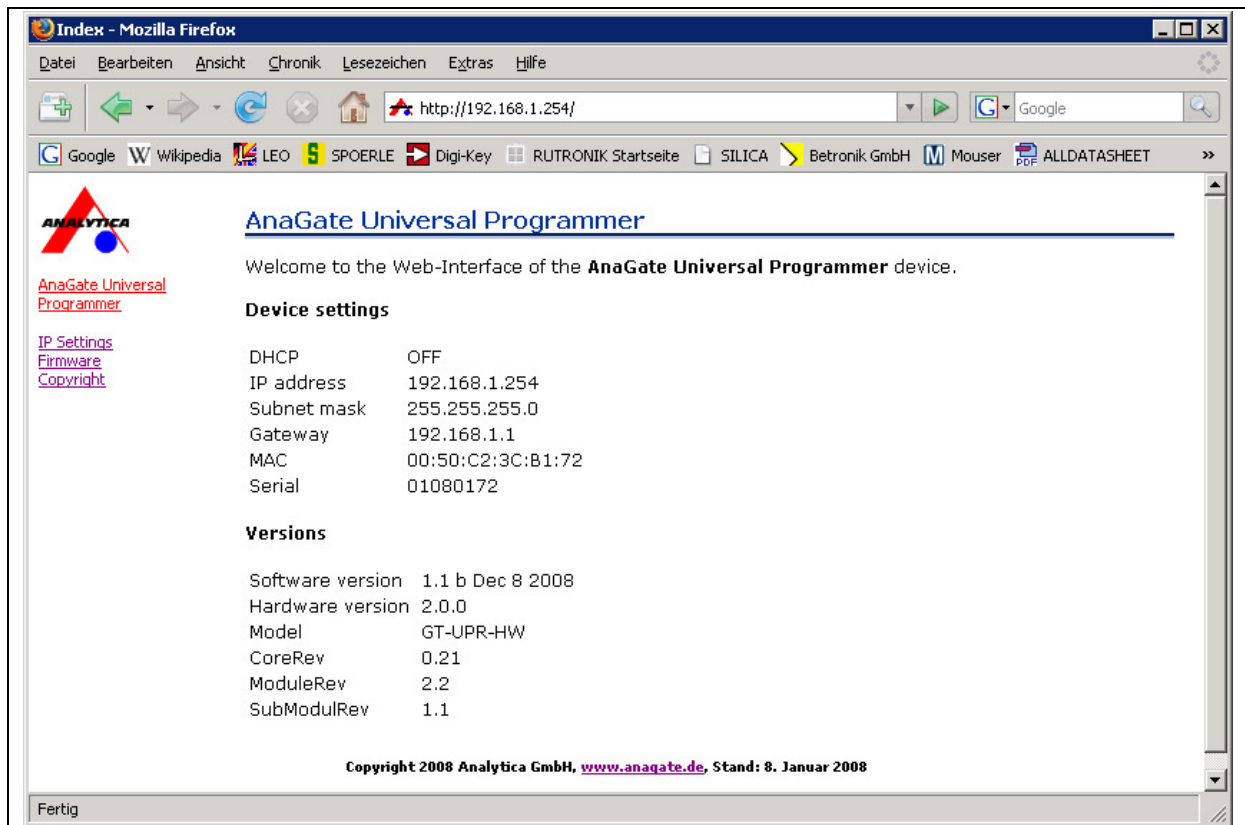 Index - Mozilla Firefox
Datei Bearbeiten Ansicht Chronik Lesezeichen Extras Hilfe
http://192.168.1.254/ G Google
G Google W Wikipedia LEO S SPOERLE Digi-Key RUTRONIK Startseite SILICA Betronik GmbH M Mouser PDF ALLDATASHEET »
ANALYTICA
AnaGate Universal
Programmer
IP Settings
Firmware
Copyright
AnaGate Universal Programmer
Welcome to the Web-Interface of the AnaGate Universal Programmer device.
Device settings
DHCP OFF
IP address 192.168.1.254
Subnet mask 255.255.255.0
Gateway 192.168.1.1
MAC 00:50:C2:3C:B1:72
Serial 01080172
Versions
Software version 1.1 b Dec 8 2008
Hardware version 2.0.0
Model GT-UPR-HW
CoreRev 0.21
ModuleRev 2.2
SubModulRev 1.1
Copyright 2008 Analytica GmbH, www.anagate.de, Stand: 8. Januar 2008
Fertig